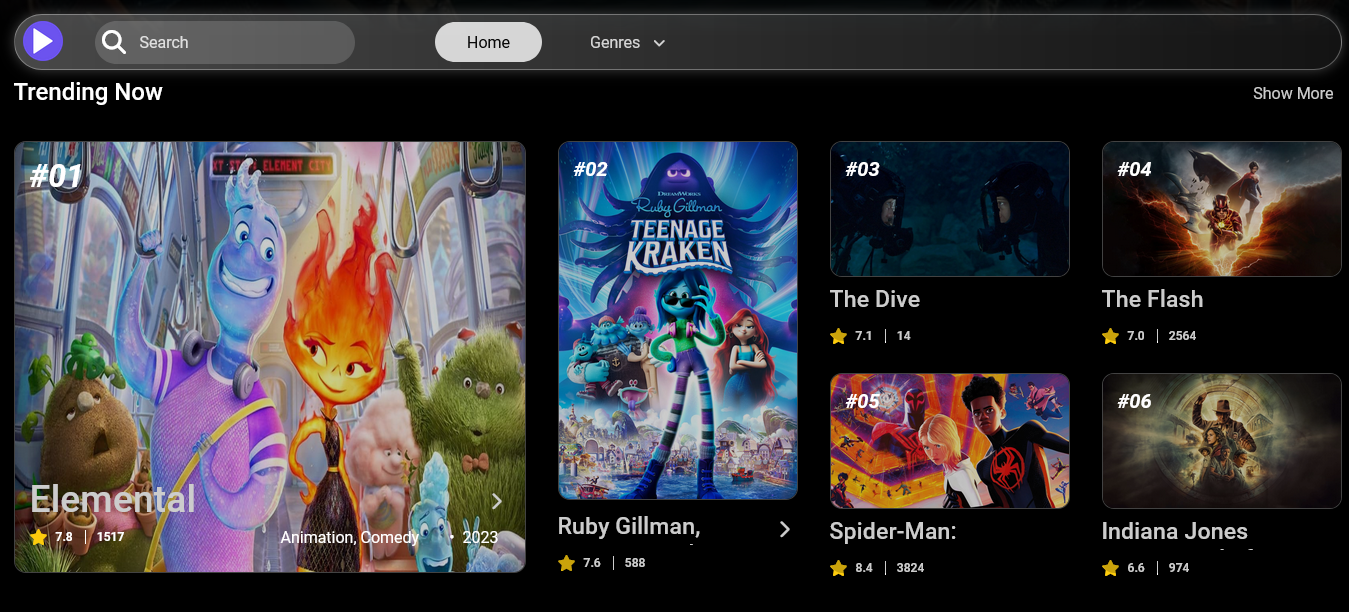 Search
Home
Genres
Trending Now
Show More
#01
XT ST ELEMENT CITY
Elemental
7.8 | 1517
Animation, Comedy • 2023
#02
DREAMWORKS
Ruby Gillman
TEENAGE
KRAKEN
Ruby Gillman,
7.6 | 588
#03
The Dive
7.1 | 14
#04
The Flash
7.0 | 2564
#05
Spider-Man:
8.4 | 3824
#06
Indiana Jones
6.6 | 974